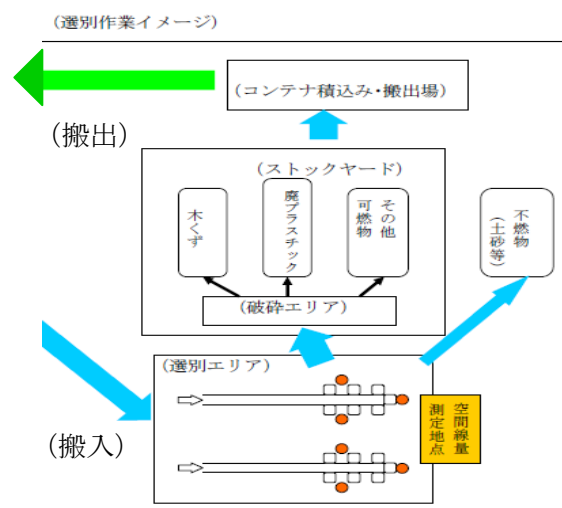 （選別作業イメージ）
（コンテナ積込み・搬出場）
（搬出）
（ストックヤード）
木くず
廃プラスチック
その他
可燃物
不燃物
（土砂等）
（破砕エリア）
（選別エリア）
（搬入）
空間線量
測定地点